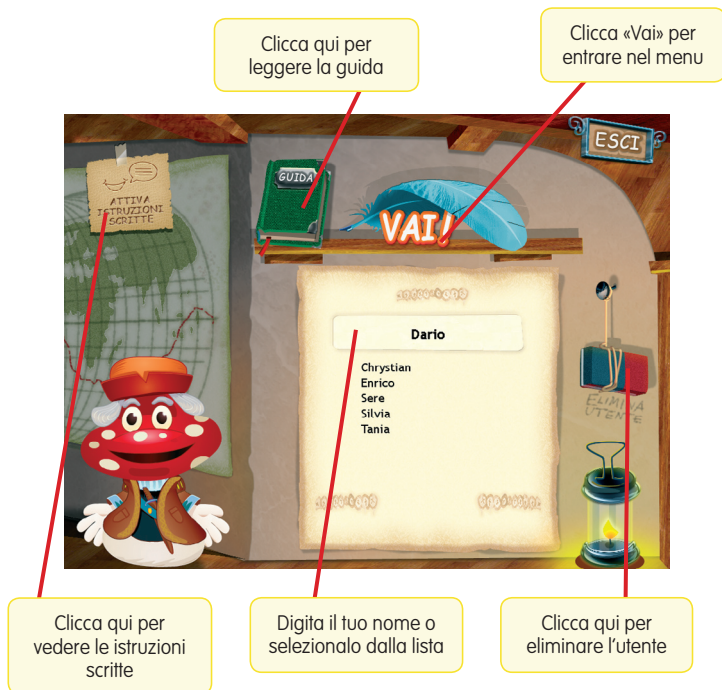 Clicca qui per
leggere la guida
Clicca «Vai» per
entrare nel menu
ESCI
GUIDA
ATTIVA
ISTRUZIONI
SCRITTE
VAI!
Dario
Chrystian
Enrico
Sere
Silvia
Tania
ELIMINA
UTENTE
Clicca qui per
vedere le istruzioni
scritte
Digita il tuo nome o
selezionalo dalla lista
Clicca qui per
eliminare l'utente